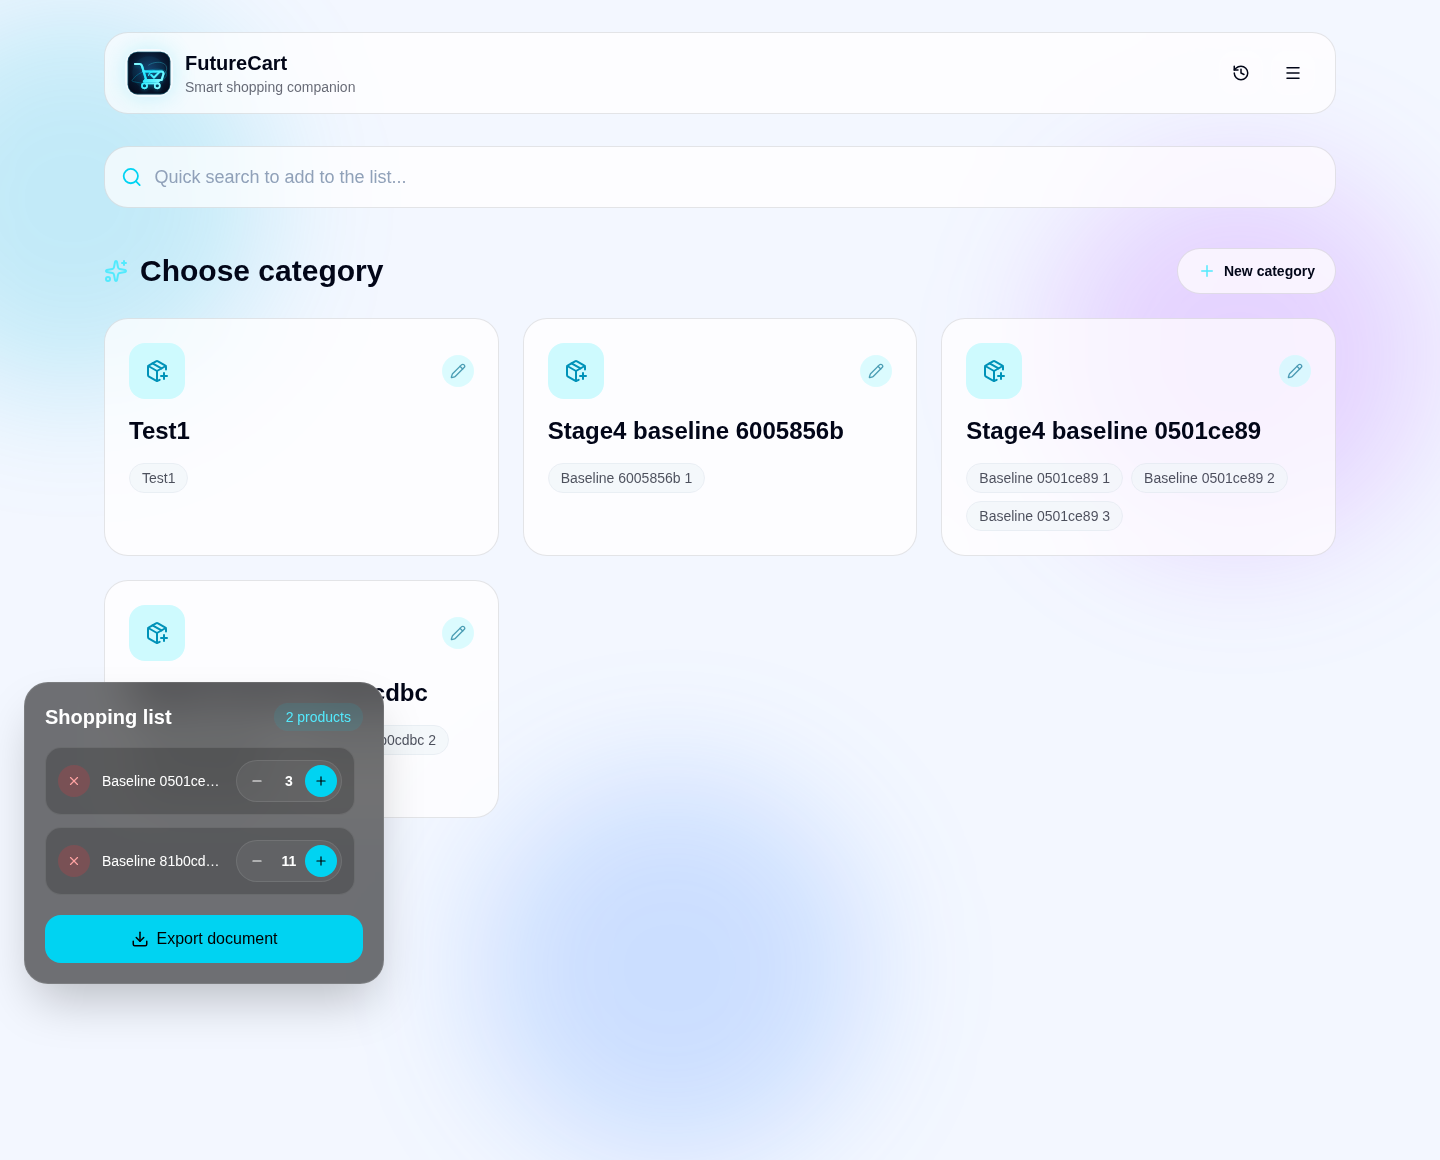 FutureCart
Smart shopping companion
Quick search to add to the list...
Choose category
New category
Test1
Test1
Stage4 baseline 6005856b
Baseline 6005856b 1
Stage4 baseline 0501ce89
Baseline 0501ce89 1
Baseline 0501ce89 2
Baseline 0501ce89 3
cdbc
b0cdbc 2
Shopping list
2 products
Baseline 0501ce…
3
Baseline 81b0cd…
11
Export document